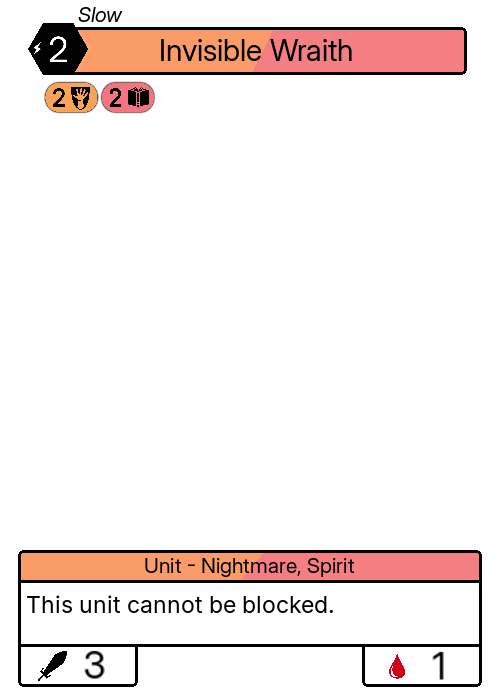 Slow
2 Invisible Wraith
2 2
Unit - Nightmare, Spirit
This unit cannot be blocked.
3 1